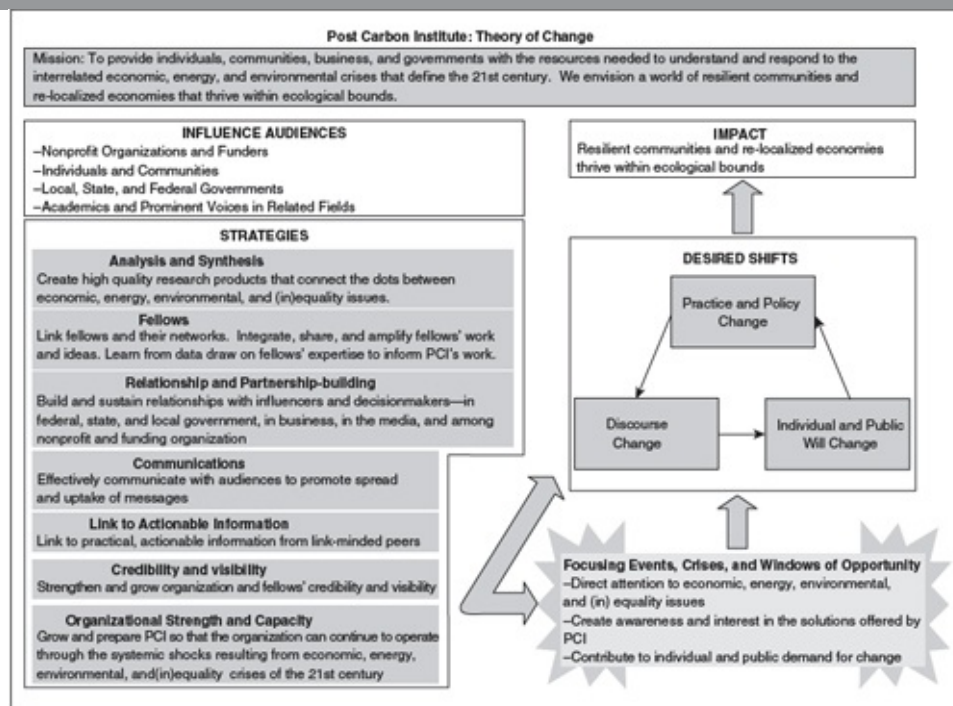 Post Carbon Institute: Theory of Change
Mission: To provide individuals, communities, business, and governments with the resources needed to understand and respond to the
interrelated economic, energy, and environmental crises that define the 21st century. We envision a world of resilient communities and
re-localized economies that thrive within ecological bounds.
INFLUENCE AUDIENCES
–Nonprofit Organizations and Funders
–Individuals and Communities
–Local, State, and Federal Governments
–Academics and Prominent Voices in Related Fields
STRATEGIES
Analysis and Synthesis
Create high quality research products that connect the dots between
economic, energy, environmental, and (in)equality issues.
Fellows
Link fellows and their networks. Integrate, share, and amplify fellows' work
and ideas. Learn from data draw on fellows' expertise to inform PCI's work.
Relationship and Partnership-building
Build and sustain relationships with influencers and decisionmakers—in
federal, state, and local government, in business, in the media, and among
nonprofit and funding organization
Communications
Effectively communicate with audiences to promote spread
and uptake of messages
Link to Actionable Information
Link to practical, actionable information from link-minded peers
Credibility and visibility
Strengthen and grow organization and fellows' credibility and visibility
Organizational Strength and Capacity
Grow and prepare PCI so that the organization can continue to operate
through the systemic shocks resulting from economic, energy,
environmental, and(in)equality crises of the 21st century
IMPACT
Resilient communities and re-localized economies
thrive within ecological bounds
DESIRED SHIFTS
Practice and Policy
Change
Discourse
Change
Individual and Public
Will Change
Focusing Events, Crises, and Windows of Opportunity
–Direct attention to economic, energy, environmental,
and (in) equality issues
–Create awareness and interest in the solutions offered by
PCI
–Contribute to individual and public demand for change